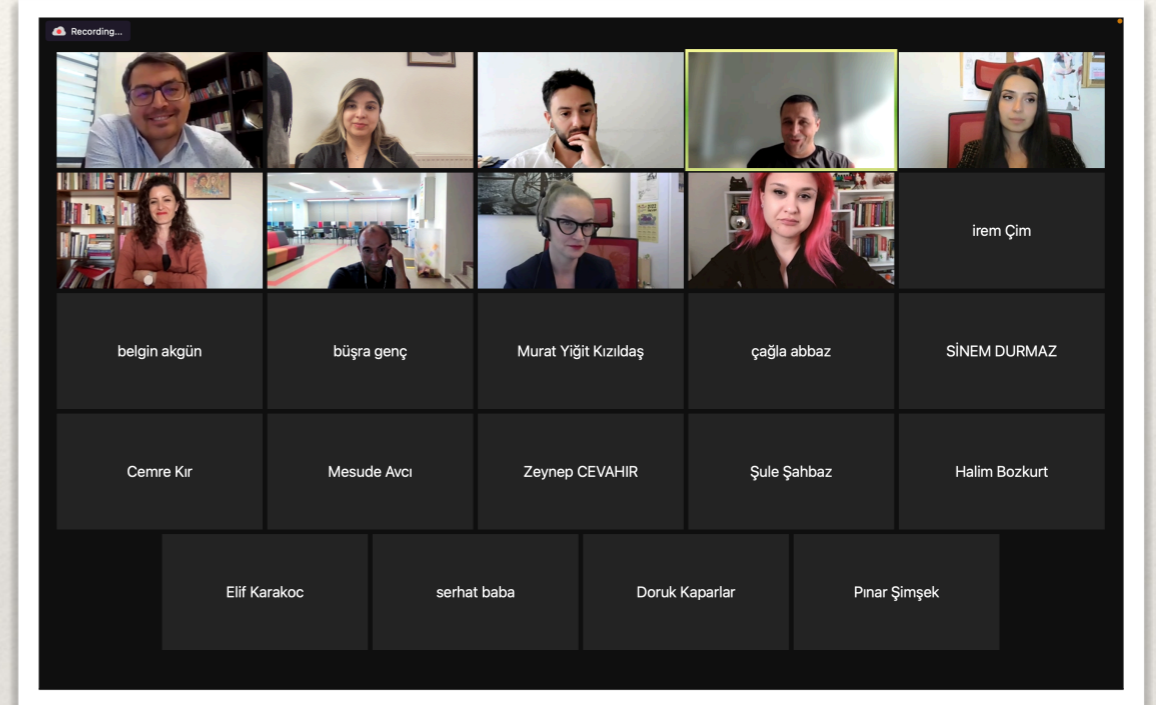 Recording...
irem Çim
belgin akgün
büşra genç
Murat Yiğit Kızıldaş
çağla abbaz
SİNEM DURMAZ
Cemre Kır
Mesude Avcı
Zeynep CEVAHIR
Şule Şahbaz
Halim Bozkurt
Elif Karakoc
serhat baba
Doruk Kaparlar
Pınar Şimşek